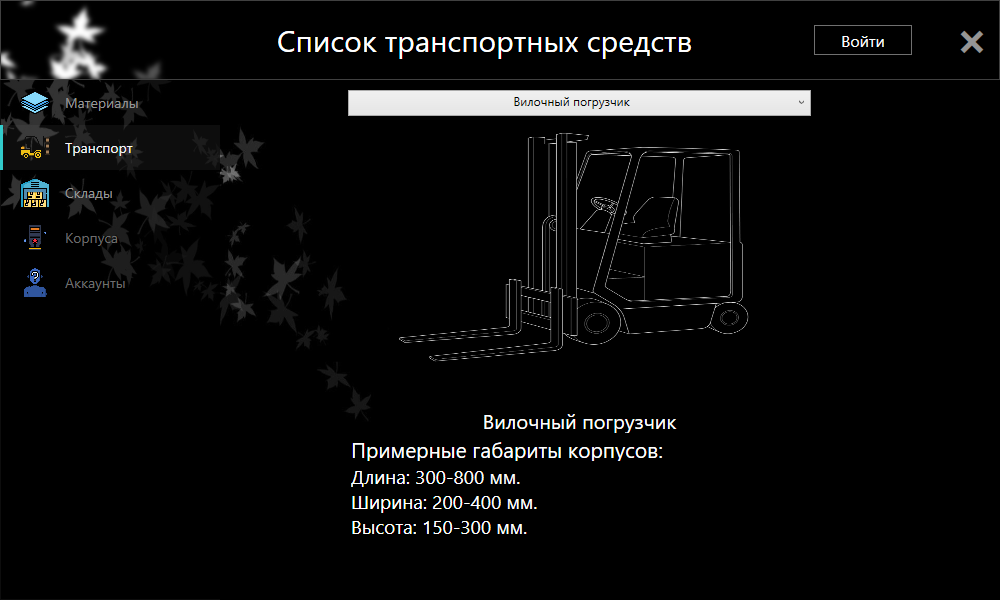 Список транспортных средств
Войти
Материалы
Транспорт
Склады
Корпуса
Аккаунты
Вилочный погрузчик
Вилочный погрузчик
Примерные габариты корпусов:
Длина: 300-800 мм.
Ширина: 200-400 мм.
Высота: 150-300 мм.